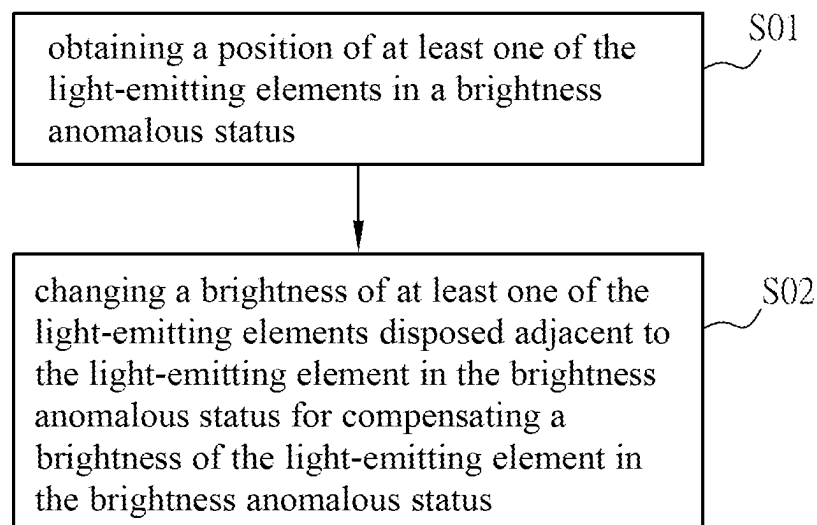 obtaining a position of at least one of the
light-emitting elements in a brightness
anomalous status
S01
changing a brightness of at least one of the
light-emitting elements disposed adjacent to
the light-emitting element in the brightness
anomalous status for compensating a
brightness of the light-emitting element in
the brightness anomalous status
S02